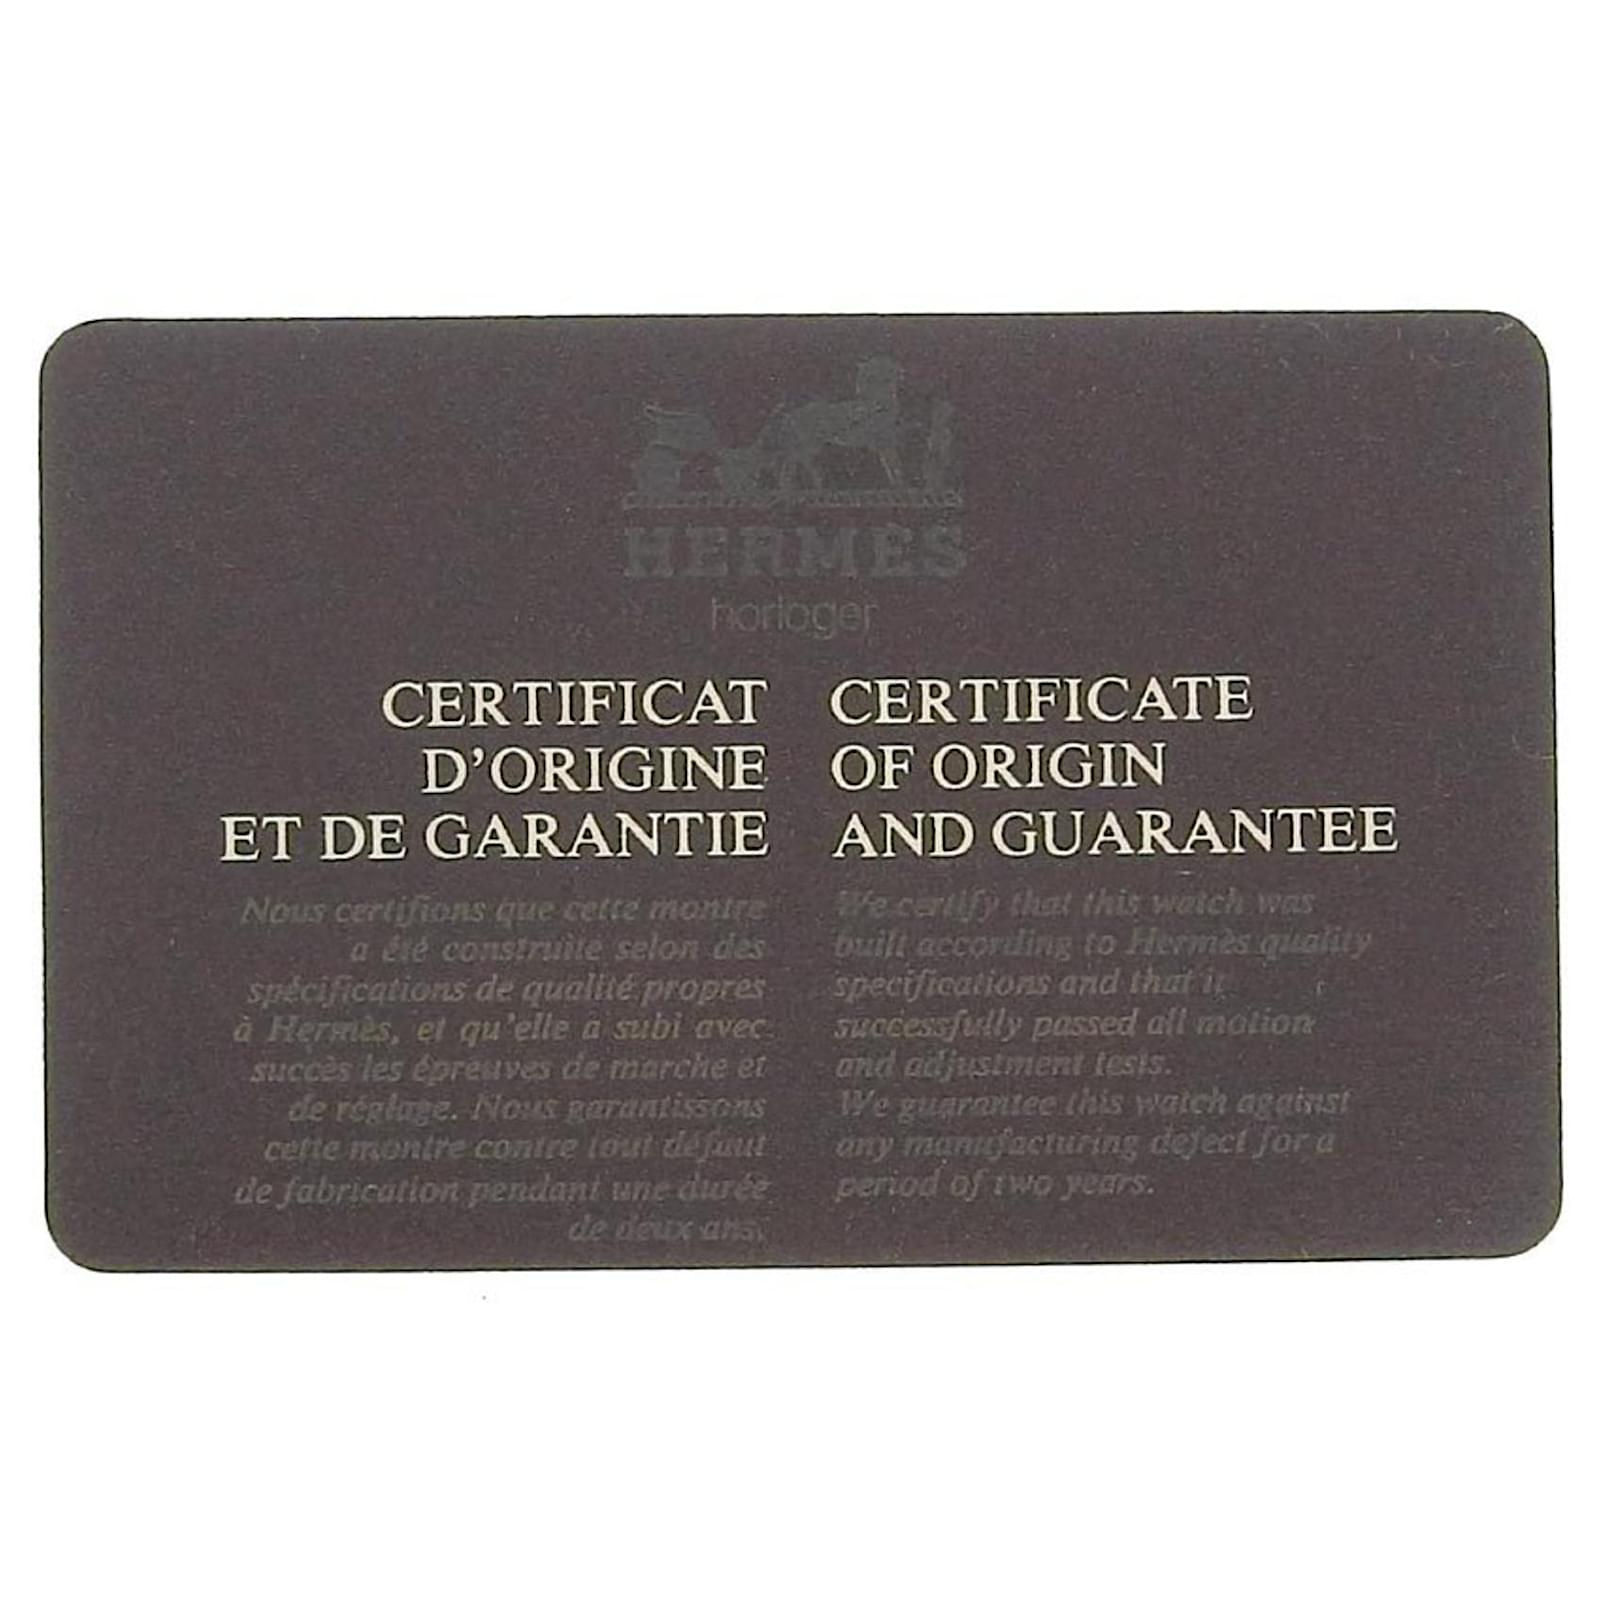 HERMÈS
horloger
CERTIFICAT
D'ORIGINE
ET DE GARANTIE
Nous certifions que cette montre
a été construite selon des
spécifications de qualité propres
à Hermès, et qu'elle a subi avec
succès les épreuves de marche et
de réglage. Nous garantissons
cette montre contre tout défaut
de fabrication pendant une durée
de deux ans.
CERTIFICATE
OF ORIGIN
AND GUARANTEE
We certify that this watch was
built according to Hermès quality
specifications and that it
successfully passed all motion
and adjustment tests.
We guarantee this watch against
any manufacturing defect for a
period of two years.